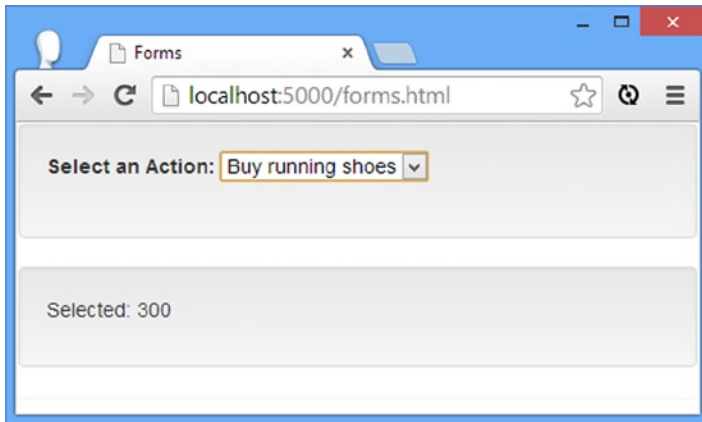 Forms
localhost:5000/forms.html
Select an Action: Buy running shoes
Selected: 300